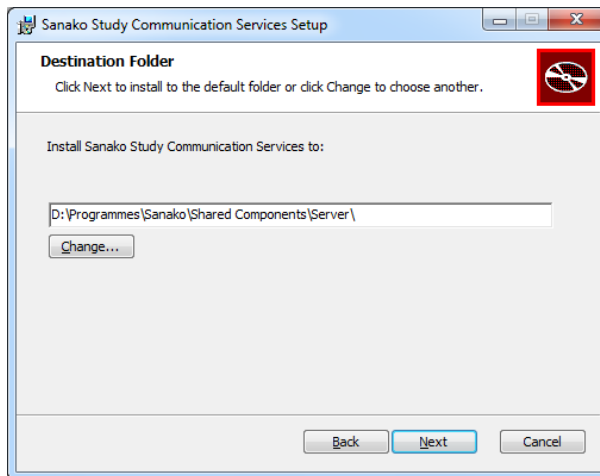 Sanako Study Communication Services Setup
Destination Folder
Click Next to install to the default folder or click Change to choose another.
Install Sanako Study Communication Services to:
D:\Programmes\Sanako\Shared Components\Server\
Change...
Back Next Cancel